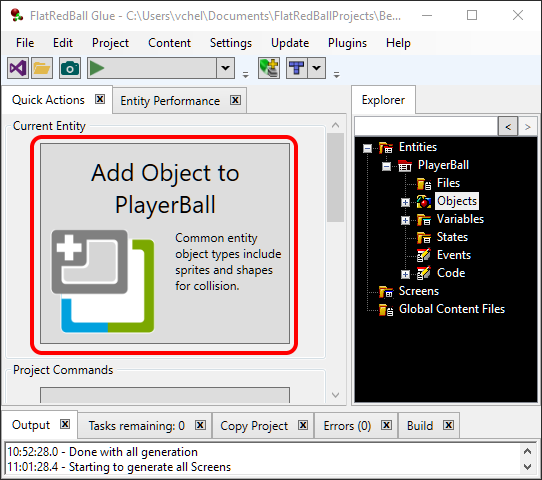 FlatRedBall Glue - C:\Users\vchel\Documents\FlatRedBallProjects\Be...
File Edit Project Content Settings Update Plugins Help
Quick Actions Entity Performance Explorer
Current Entity
Add Object to
PlayerBall
Common entity
object types include
sprites and shapes
for collision.
Project Commands
< >
Entities
PlayerBall
Files
Objects
Variables
States
Events
Code
Screens
Global Content Files
Output Tasks remaining: 0 Copy Project Errors (0) Build
10:52:28.0 - Done with all generation
11:01:28.4 - Starting to generate all Screens